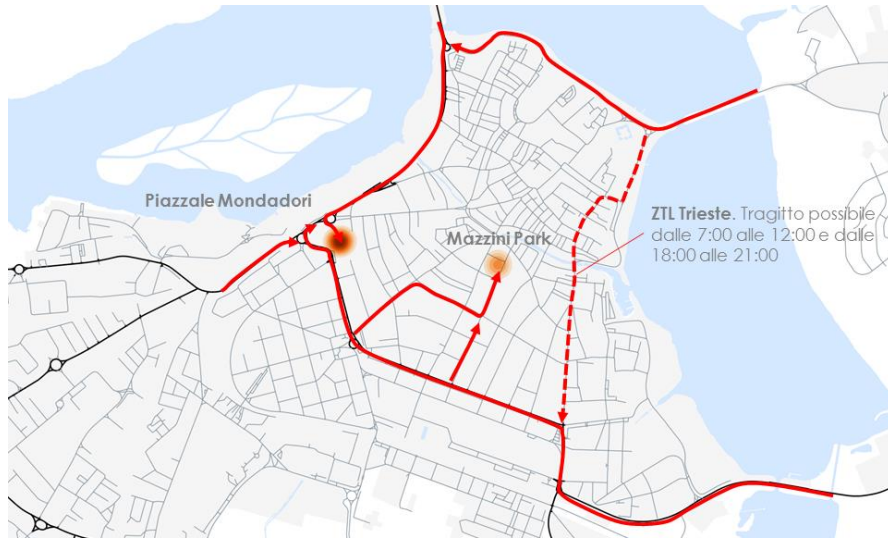 Piazzale Mondadori
Mazzini Park
ZTL Trieste. Tragitto possibile
dalle 7:00 alle 12:00 e dalle
18:00 alle 21:00